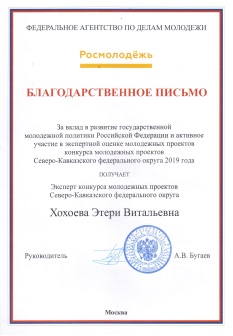 ФЕДЕРАЛЬНОЕ АГЕНТСТВО ПО ДЕЛАМ МОЛОДЕЖИ
Росмолодёжь
БЛАГОДАРСТВЕННОЕ ПИСЬМО
За вклад в развитие государственной
молодежной политики Российской Федерации и активное
участие в экспертной оценке молодежных проектов
конкурса молодежных проектов
Северо-Кавказского федерального округа 2019 года
ПОЛУЧАЕТ
Эксперт конкурса молодежных проектов
Северо-Кавказского федерального округа
Хохоева Этери Витальевна
Руководитель А.В. Бугаев
Москва